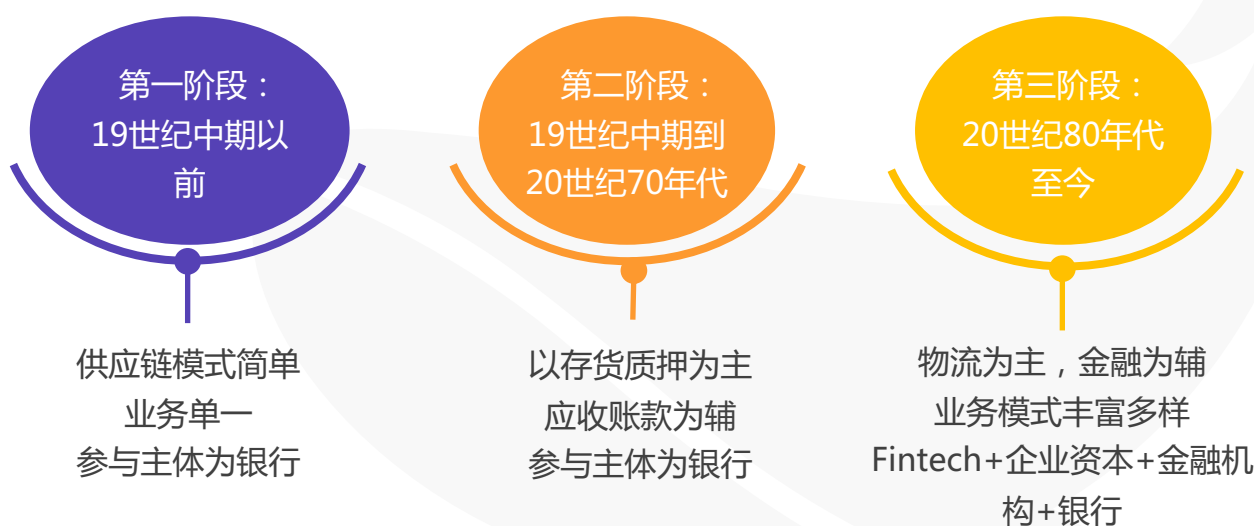 第一阶段：
19世纪中期以
前
供应链模式简单
业务单一
参与主体为银行
第二阶段：
19世纪中期到
20世纪70年代
以存货质押为主
应收账款为辅
参与主体为银行
第三阶段：
20世纪80年代
至今
物流为主，金融为辅
业务模式丰富多样
Fintech+企业资本+金融机
构+银行